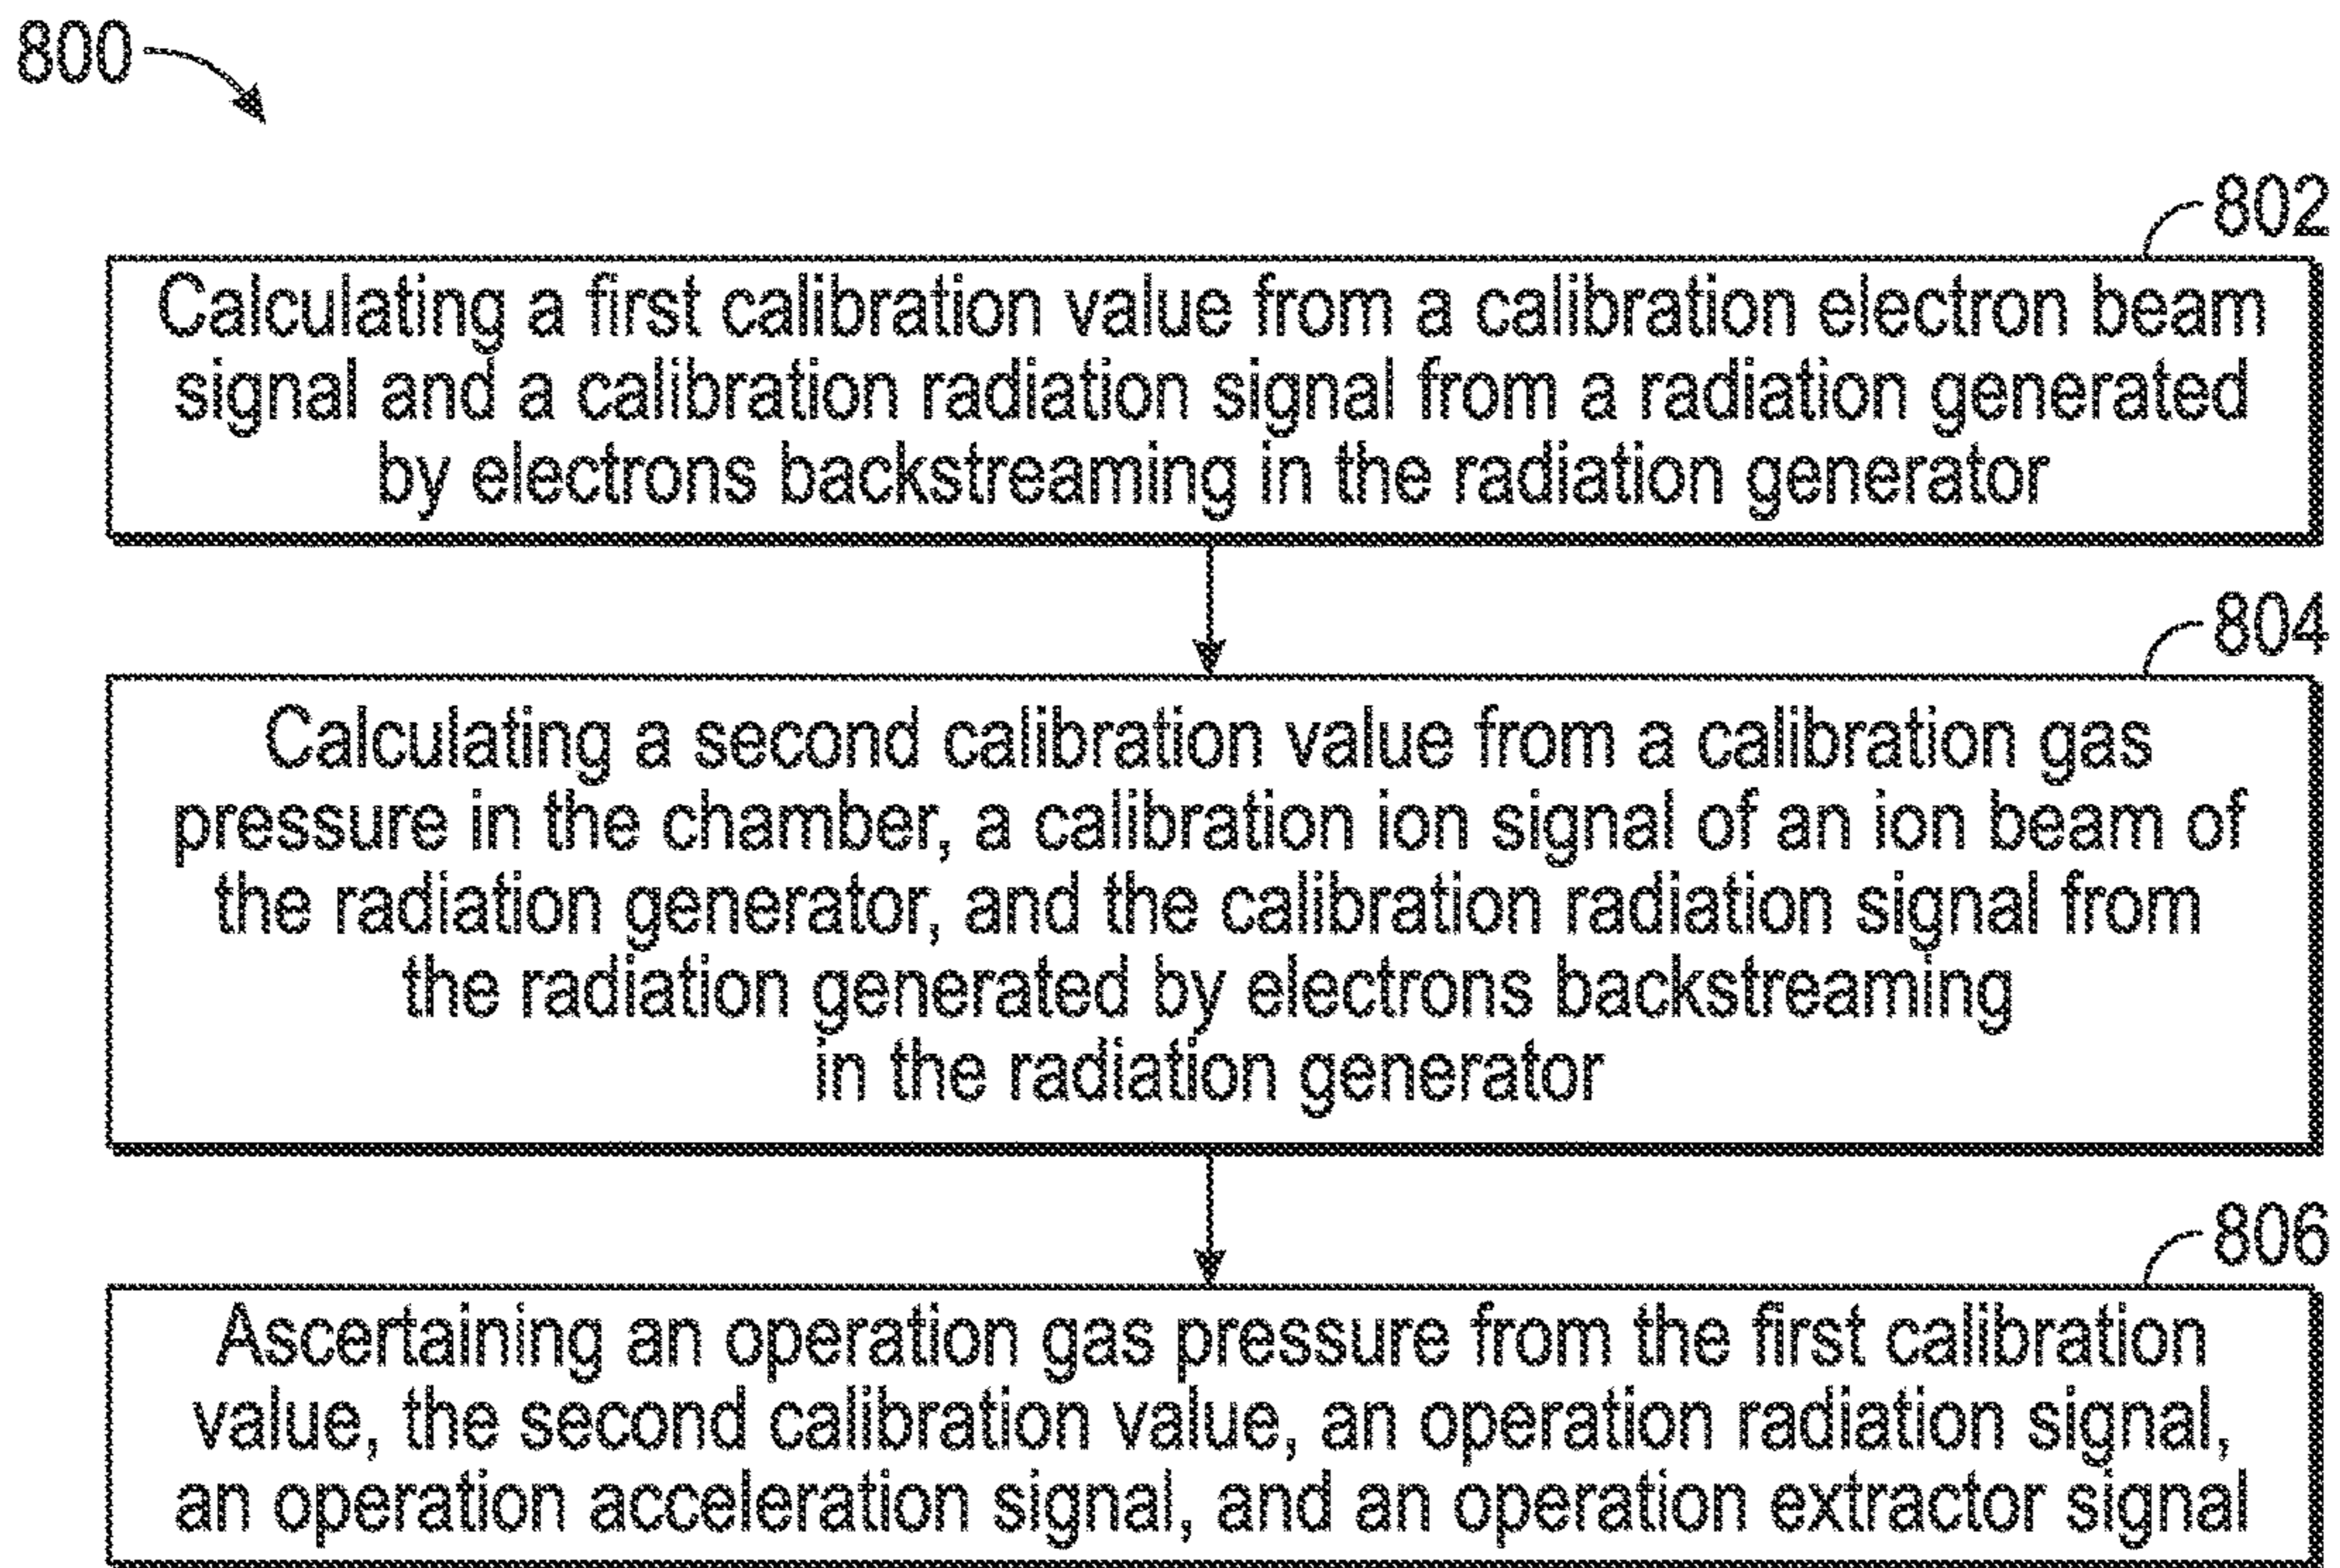 800
802
Calculating a first calibration value from a calibration electron beam
signal and a calibration radiation signal from a radiation generated
by electrons backstreaming in the radiation generator
804
Calculating a second calibration value from a calibration gas
pressure in the chamber, a calibration ion signal of an ion beam of
the radiation generator, and the calibration radiation signal from
the radiation generated by electrons backstreaming
in the radiation generator
806
Ascertaining an operation gas pressure from the first calibration
value, the second calibration value, an operation radiation signal,
an operation acceleration signal, and an operation extractor signal